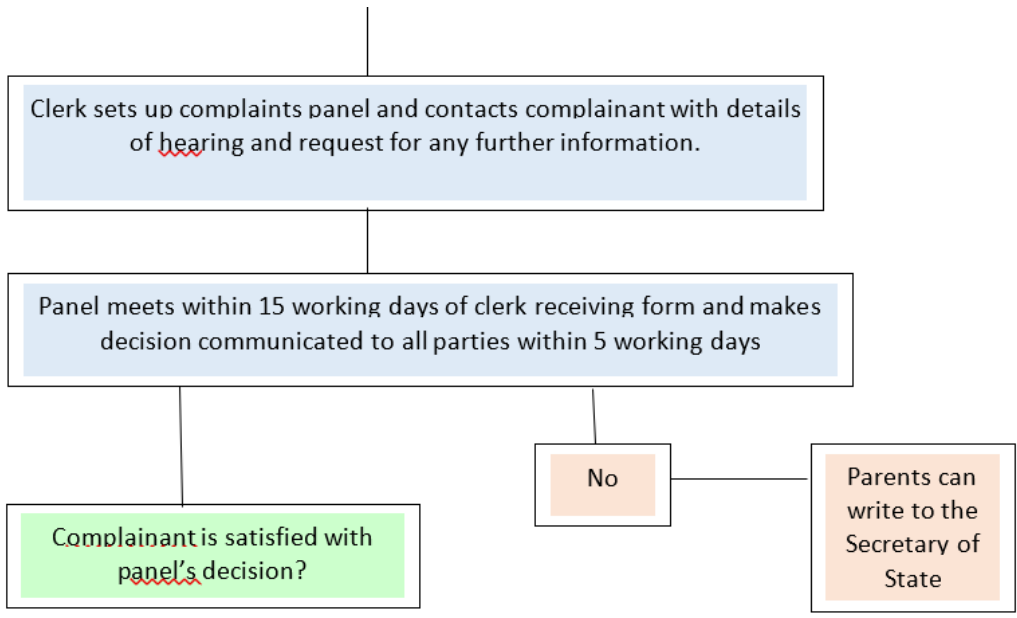 Clerk sets up complaints panel and contacts complainant with details
of hearing and request for any further information.
Panel meets within 15 working days of clerk receiving form and makes
decision communicated to all parties within 5 working days
No
Parents can
write to the
Secretary of
State
Complainant is satisfied with
panel’s decision?